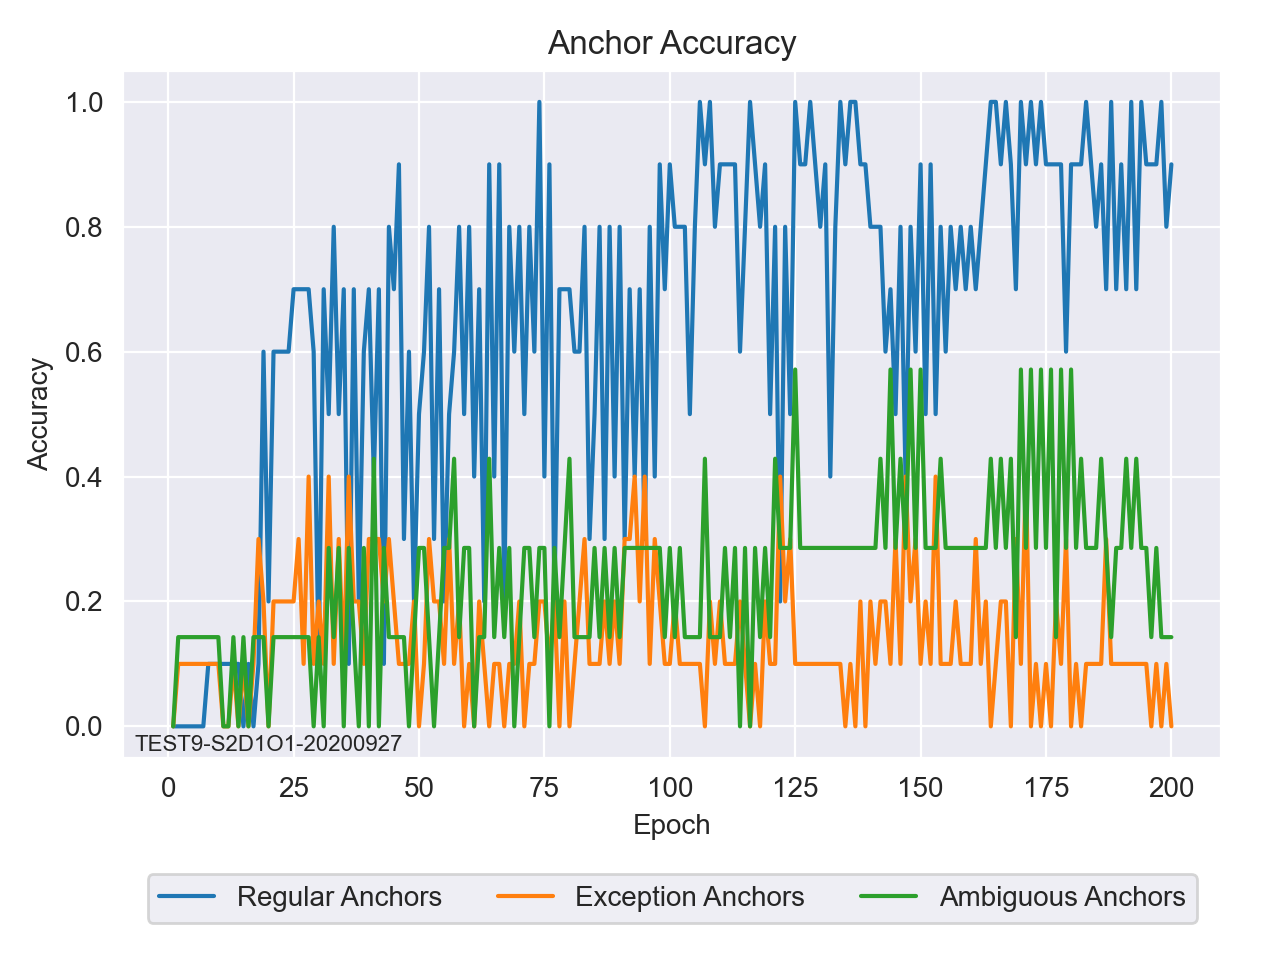 Anchor Accuracy
Accuracy
1.0
0.8
0.6
0.4
0.2
0.0
TEST9-S2D1O1-20200927
0 25 50 75 100 125 150 175 200
Epoch
Regular Anchors Exception Anchors Ambiguous Anchors